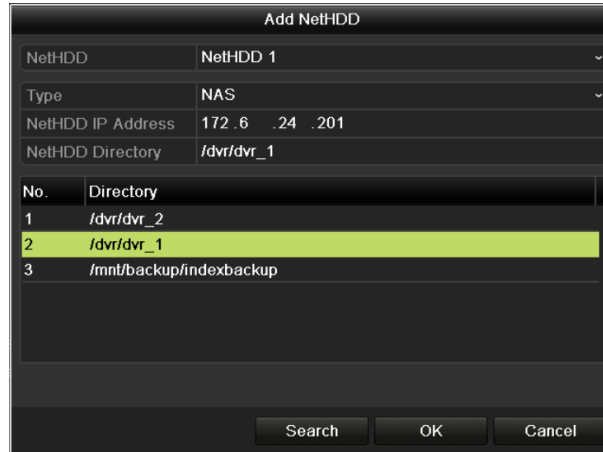 Add NetHDD
NetHDD NetHDD 1
Type NAS
NetHDD IP Address 172 .6 .24 .201
NetHDD Directory /dvr/dvr_1
No. Directory
1 /dvr/dvr_2
2 /dvr/dvr_1
3 /mnt/backup/indexbackup
Search OK Cancel